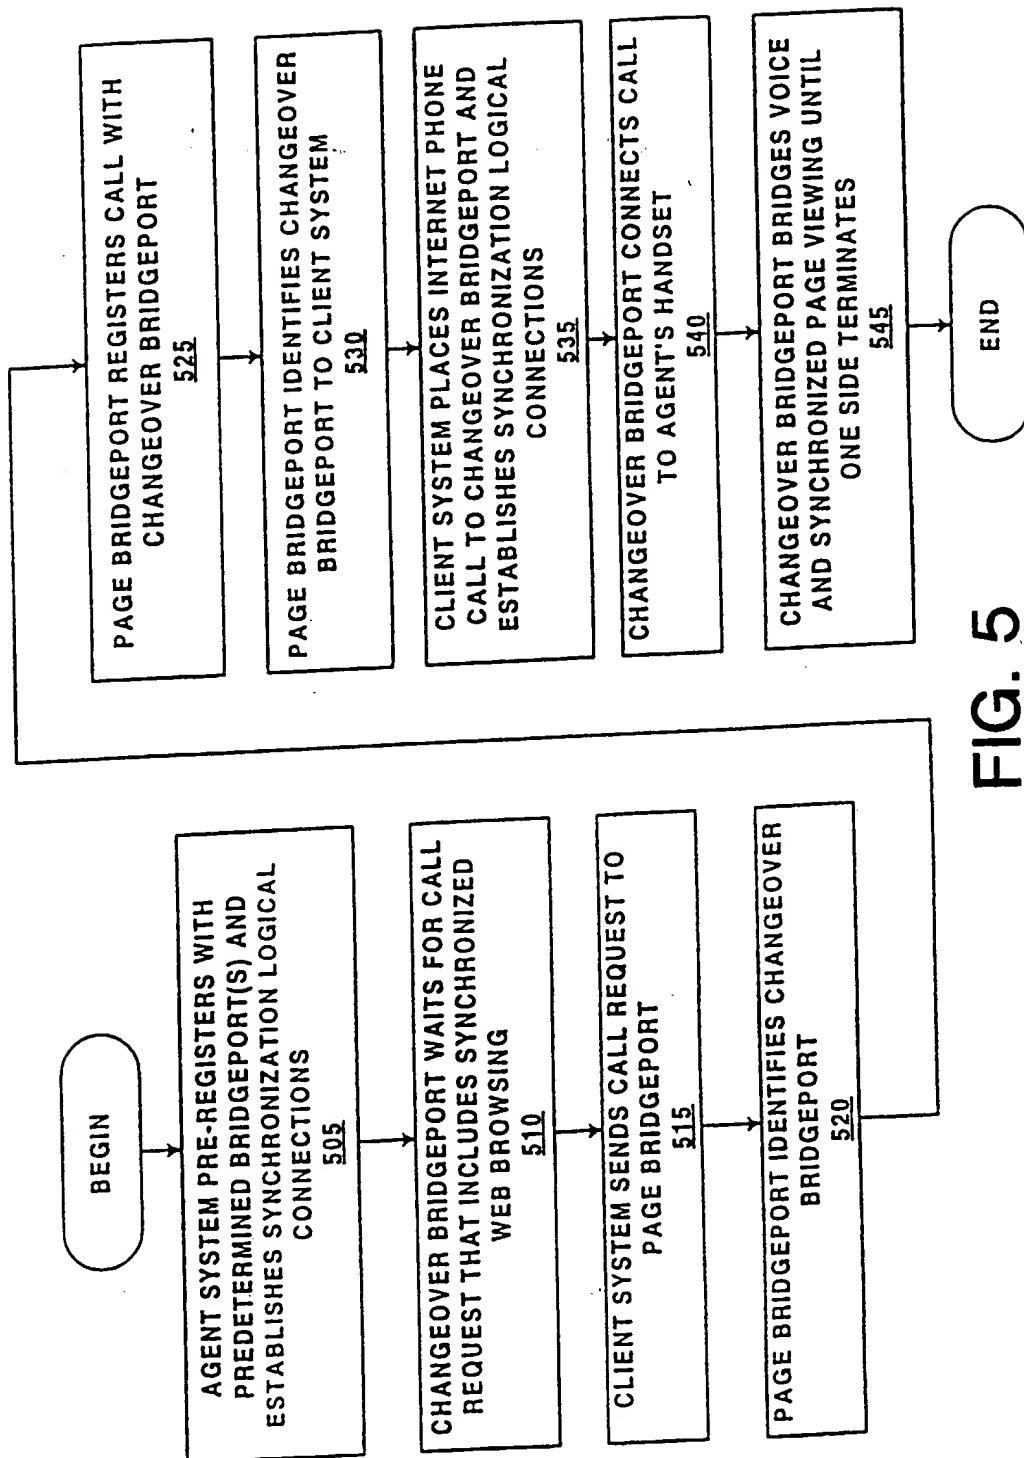 BEGIN
AGENT SYSTEM PRE-REGISTERS WITH
PREDETERMINED BRIDGEPORT(S) AND
ESTABLISHES SYNCHRONIZATION LOGICAL
CONNECTIONS
505
CHANGEOVER BRIDGEPORT WAITS FOR CALL
REQUEST THAT INCLUDES SYNCHRONIZED
WEB BROWSING
510
CLIENT SYSTEM SENDS CALL REQUEST TO
PAGE BRIDGEPORT
515
PAGE BRIDGEPORT IDENTIFIES CHANGEOVER
BRIDGEPORT
520
PAGE BRIDGEPORT REGISTERS CALL WITH
CHANGEOVER BRIDGEPORT
525
PAGE BRIDGEPORT IDENTIFIES CHANGEOVER
BRIDGEPORT TO CLIENT SYSTEM
530
CLIENT SYSTEM PLACES INTERNET PHONE
CALL TO CHANGEOVER BRIDGEPORT AND
ESTABLISHES SYNCHRONIZATION LOGICAL
CONNECTIONS
535
CHANGEOVER BRIDGEPORT CONNECTS CALL
TO AGENT'S HANDSET
540
CHANGEOVER BRIDGEPORT BRIDGES VOICE
AND SYNCHRONIZED PAGE VIEWING UNTIL
ONE SIDE TERMINATES
545
END
FIG. 5